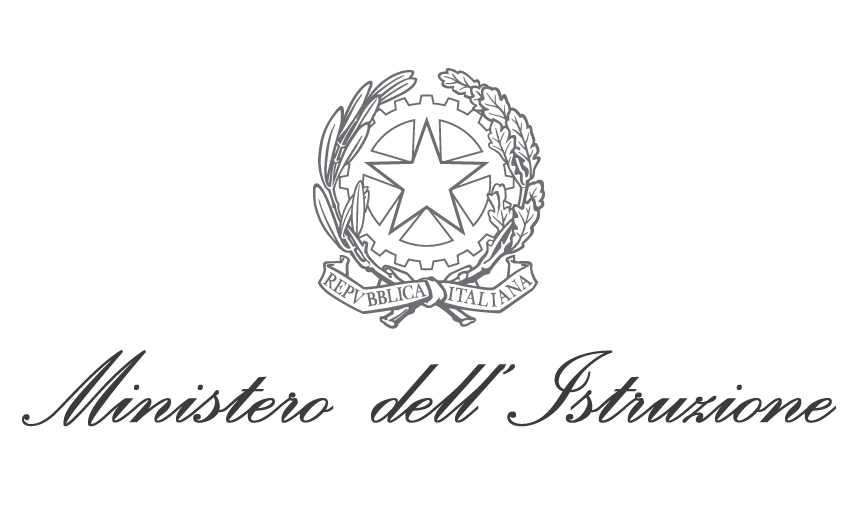 REPVBBLICA ITALIANA
Ministero dell'Istruzione